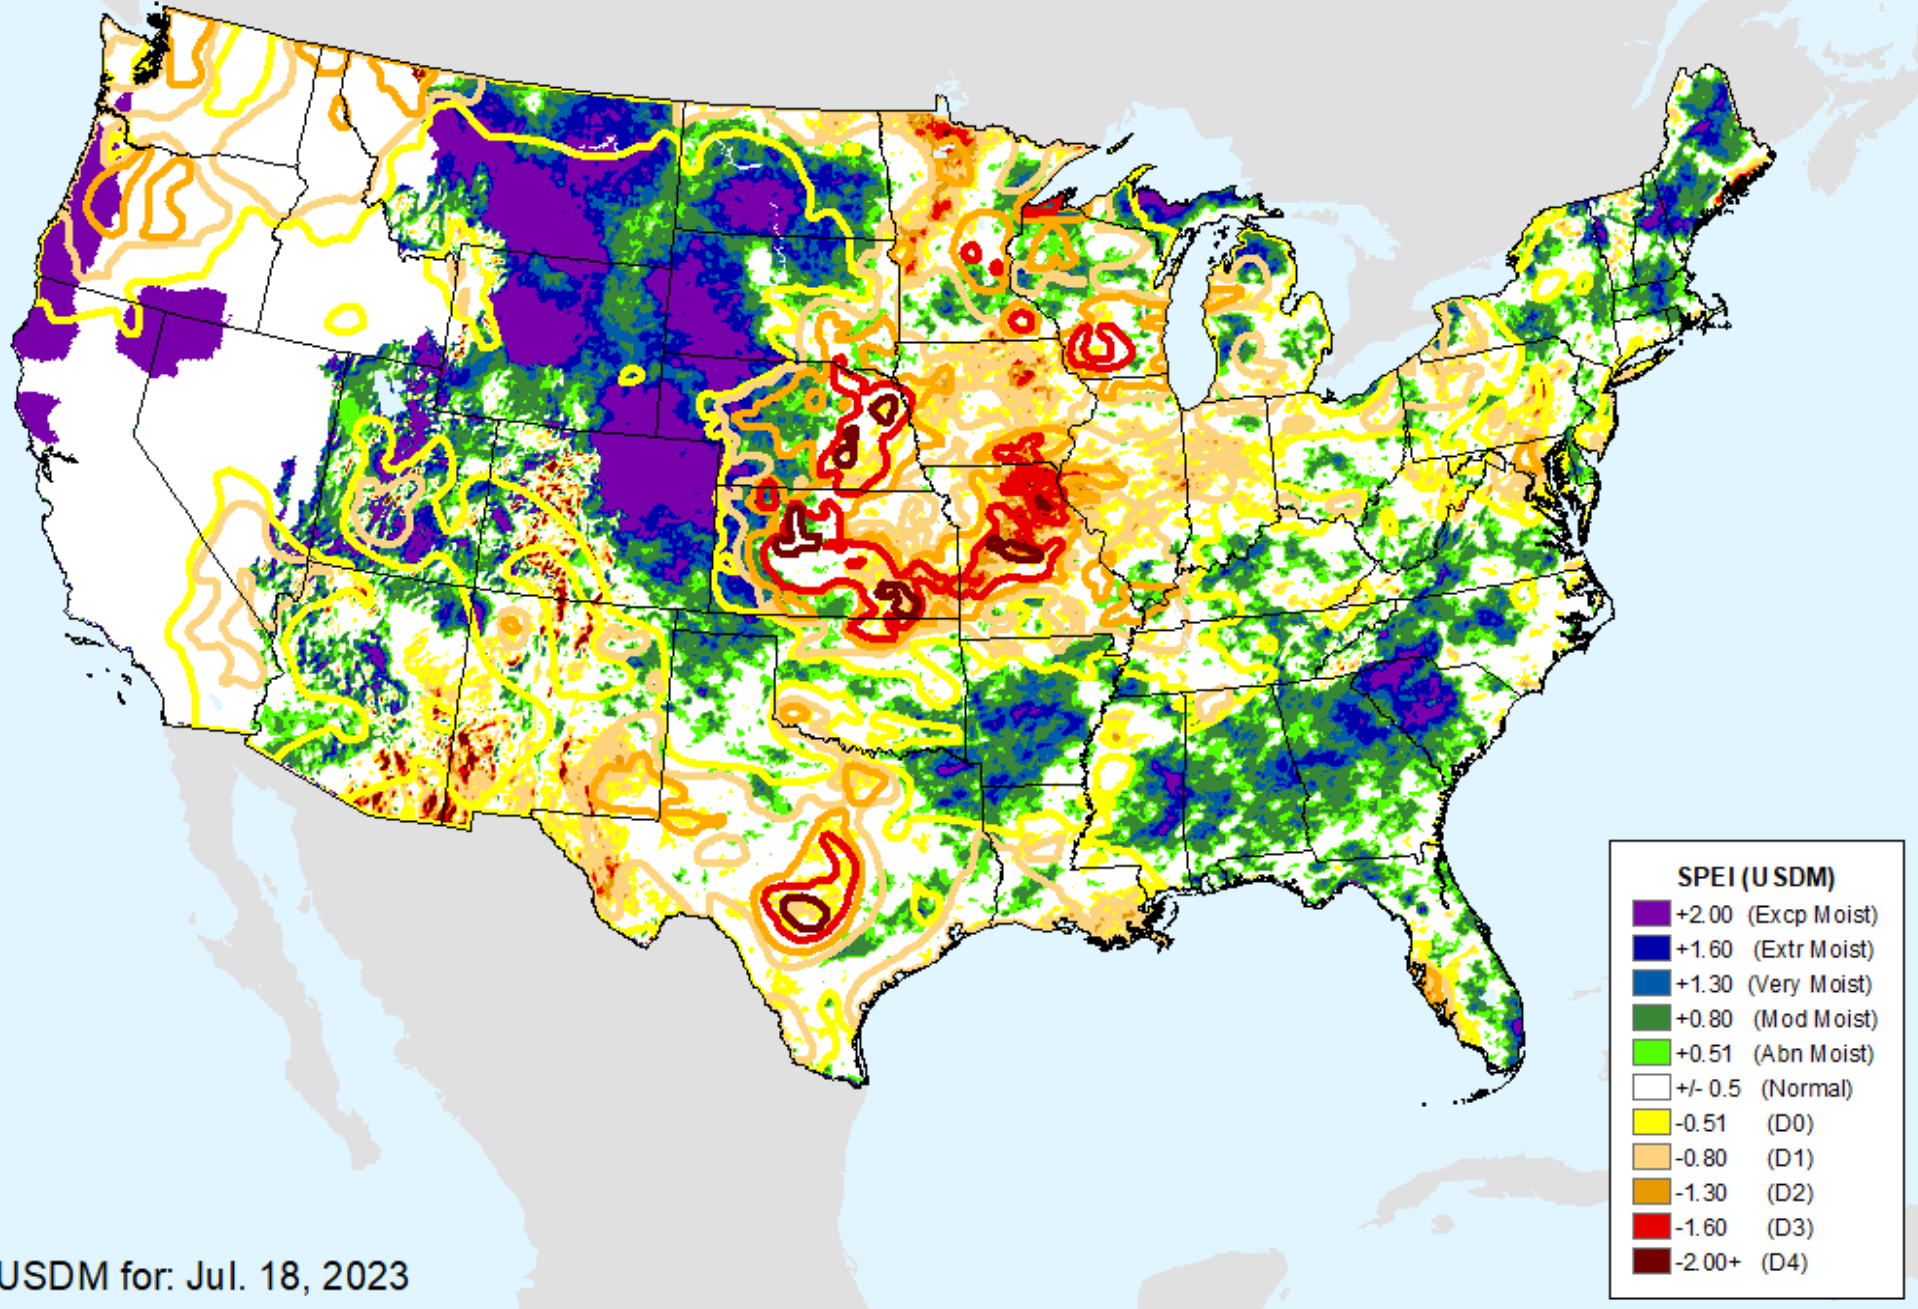 SPEI (USDM)
+2.00 (Excp Moist)
+1.60 (Extr Moist)
+1.30 (Very Moist)
+0.80 (Mod Moist)
+0.51 (Abn Moist)
+/- 0.5 (Normal)
-0.51 (D0)
-0.80 (D1)
-1.30 (D2)
-1.60 (D3)
-2.00+ (D4)
USDM for: Jul. 18, 2023